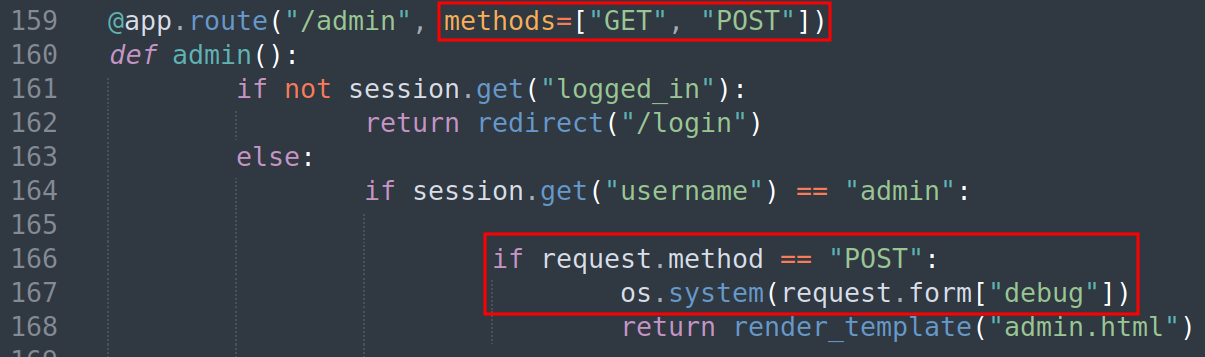 159 @app.route("/admin", methods=["GET", "POST"])
160 def admin():
161 if not session.get("logged_in"):
162 return redirect("/login")
163 else:
164 if session.get("username") == "admin":
165
166 if request.method == "POST":
167 os.system(request.form["debug"])
168 return render_template("admin.html")